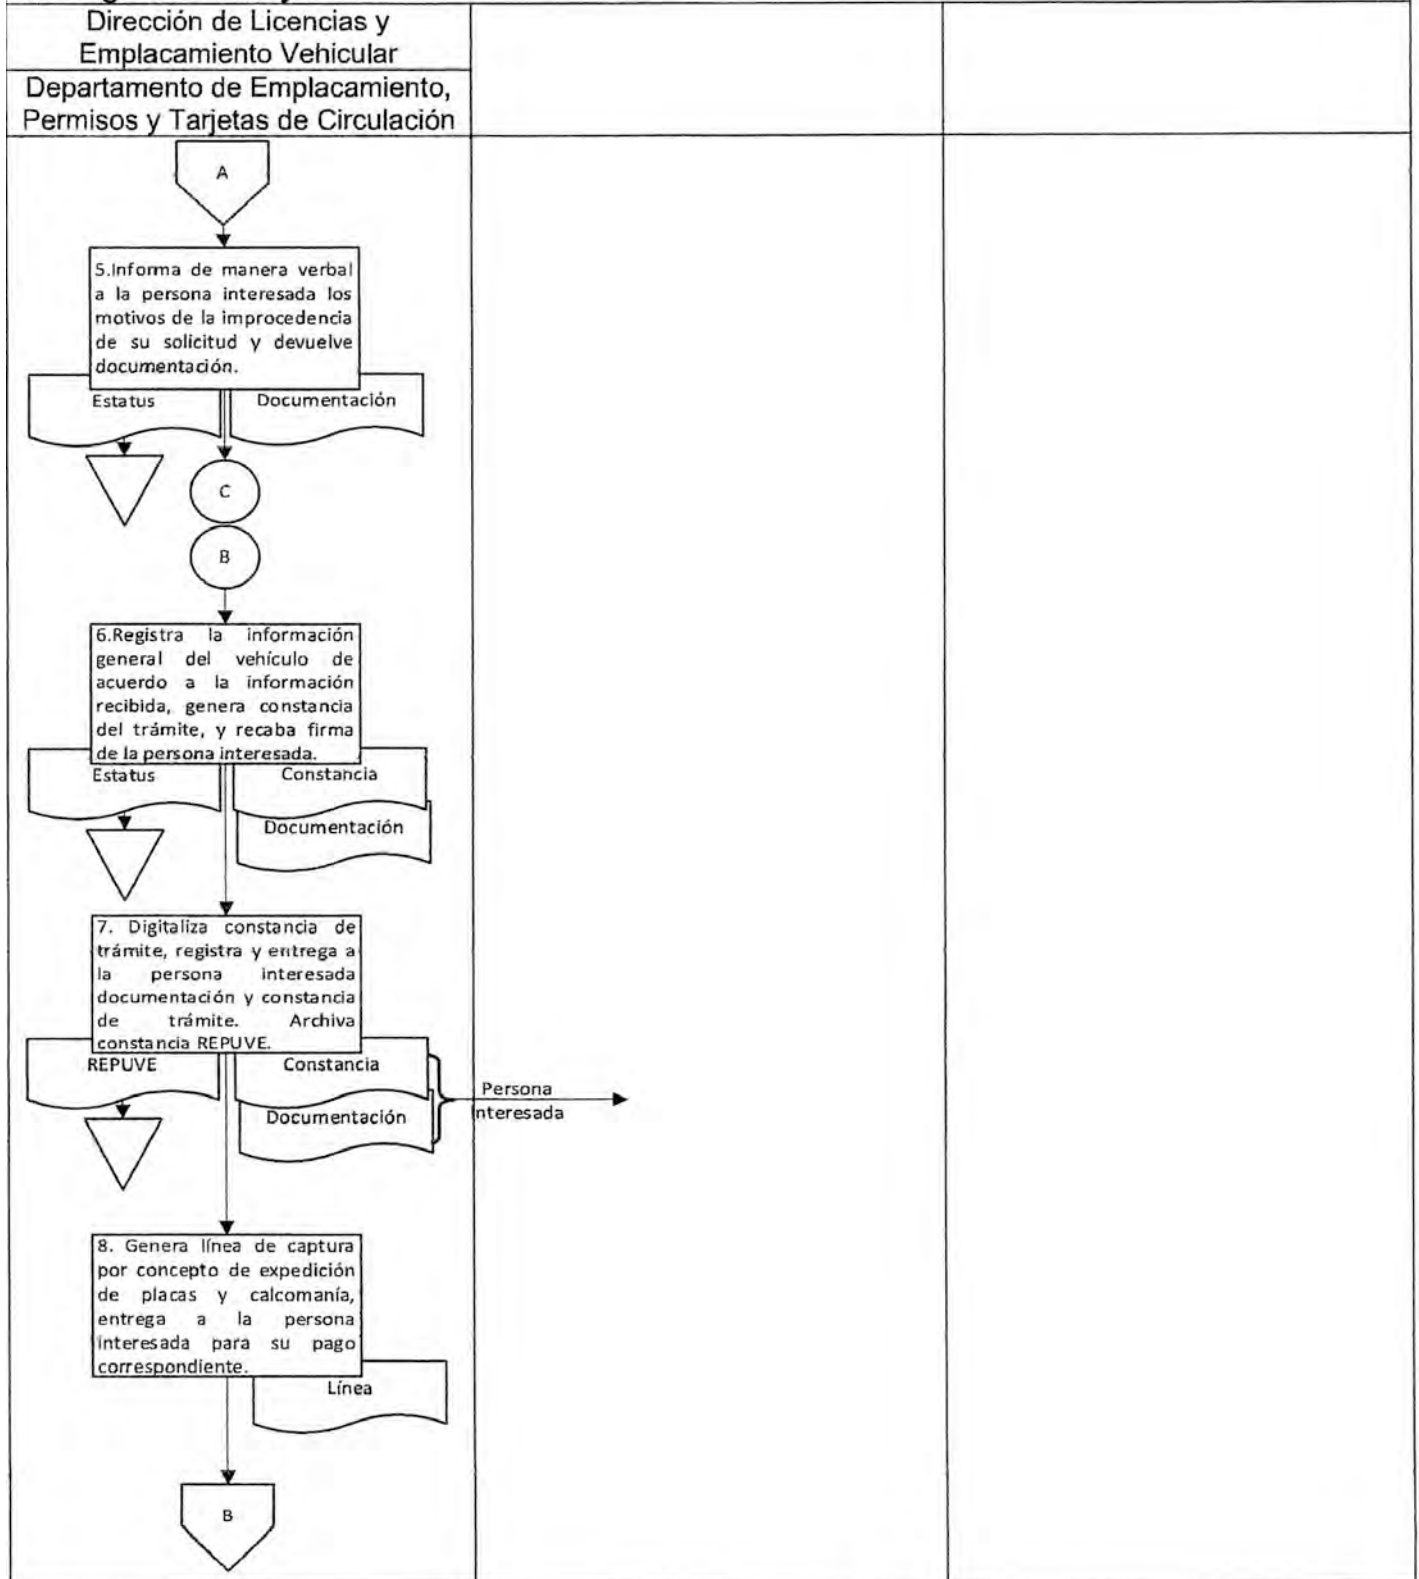 Dirección de Licencias y
Emplacamiento Vehicular
Departamento de Emplacamiento,
Permisos y Tarjetas de Circulación
A
5.Informa de manera verbal
a la persona interesada los
motivos de la improcedencia
de su solicitud y devuelve
documentación.
Estatus
Documentación
C
B
6.Registra la información
general del vehículo de
acuerdo a la información
recibida, genera constancia
del trámite, y recaba firma
de la persona interesada.
Estatus
Constancia
Documentación
7. Digitaliza constancia de
trámite, registra y entrega a
la persona interesada
documentación y constancia
de trámite. Archiva
constancia REPUVE.
REPUVE
Constancia
Documentación
Persona
Interesada
8. Genera línea de captura
por concepto de expedición
de placas y calcomanía,
entrega a la persona
interesada para su pago
correspondiente.
Línea
B